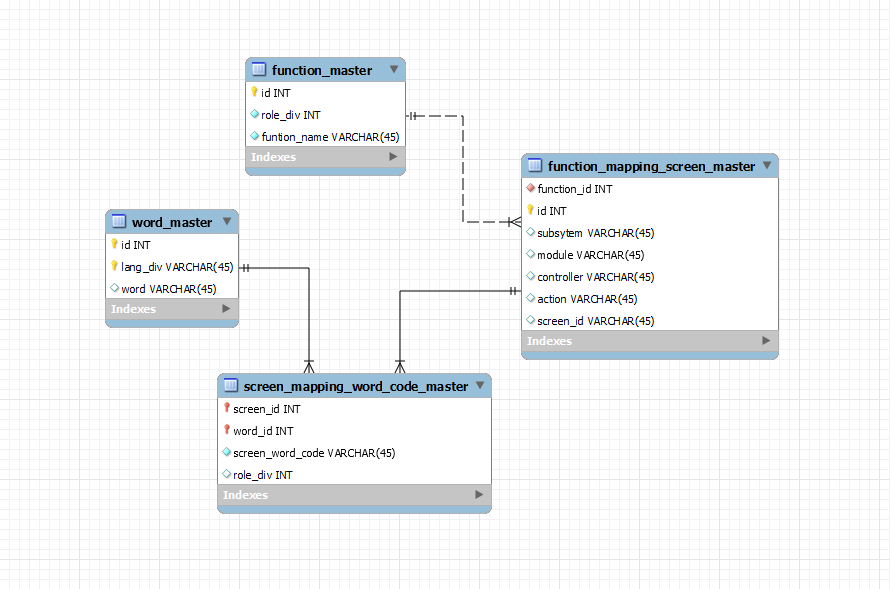 function_master
id INT
role_div INT
funtion_name VARCHAR(45)
Indexes
function_mapping_screen_master
function_id INT
id INT
subsytem VARCHAR(45)
module VARCHAR(45)
controller VARCHAR(45)
action VARCHAR(45)
screen_id VARCHAR(45)
Indexes
word_master
id INT
lang_div VARCHAR(45)
word VARCHAR(45)
Indexes
screen_mapping_word_code_master
screen_id INT
word_id INT
screen_word_code VARCHAR(45)
role_div INT
Indexes